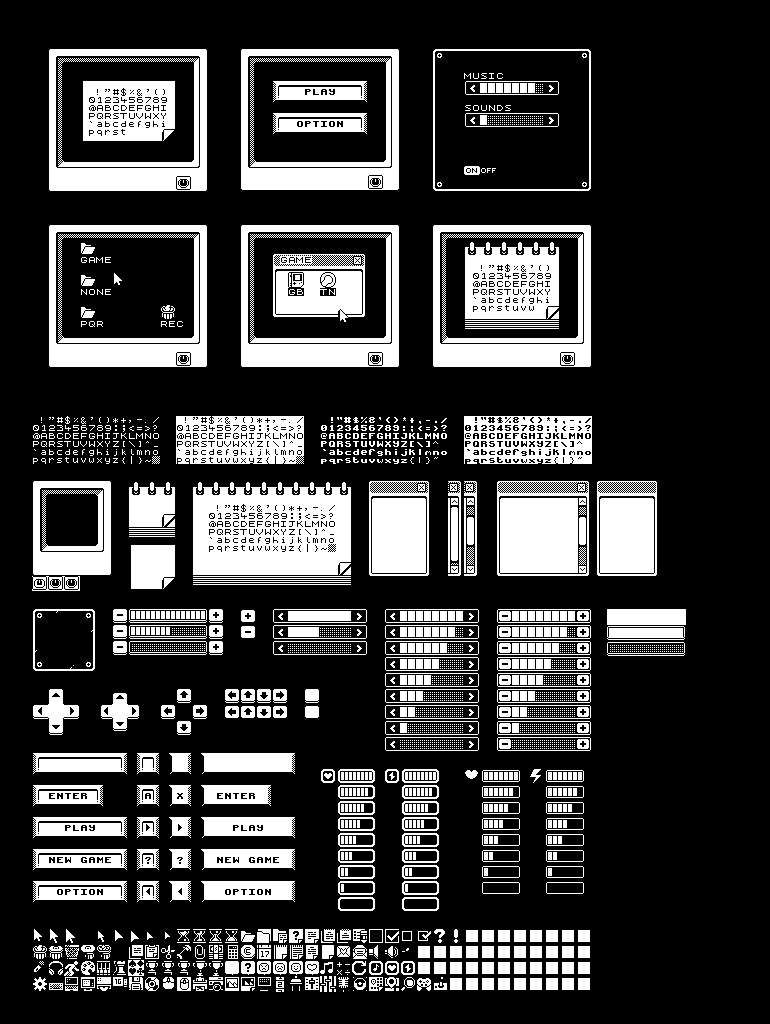 !"#$%&'()
0123456789
@ABCDEFGHI
PQRSTUVWXY
`abcdefghi
pqrst
PLAY
OPTION
MUSIC
SOUNDS
ON OFF
GAME
NONE
PQR
REC
GAME
GB TN
!"#$%&'()
0123456789
@ABCDEFGHI
PQRSTUVWXY
`abcdefghi
pqrstuvw
!"#$%&'()*+,-./
0123456789:;<=>?
@ABCDEFGHIJKLMNO
PQRSTUVWXYZ[\]^_
`abcdefghijklmno
pqrstuvwxyz{|}~
!"#$%&'()*+,-./
0123456789:;<=>?
@ABCDEFGHIJKLMNO
PQRSTUVWXYZ[\]^_
`abcdefghijklmno
pqrstuvwxyz{|}~
!"#$%&'()*+,-./
0123456789:;<=>?
@ABCDEFGHIJKLMNO
PQRSTUVWXYZ[\]^
`abcdefghijklmno
pqrstuvwxyz{|}~
!"#$%&'()*+,-./
0123456789:;<=>?
@ABCDEFGHIJKLMNO
PQRSTUVWXYZ[\]^
`abcdefghijklmno
pqrstuvwxyz{|}~
!"#$%&'()*+,-./
0123456789:;<=>?
@ABCDEFGHIJKLMNO
PQRSTUVWXYZ[\]^_
`abcdefghijklmno
pqrstuvwxyz{|}~
ENTER A X ENTER
PLAY PLAY
NEW GAME ? ? NEW GAME
OPTION OPTION
? ? !
17
?